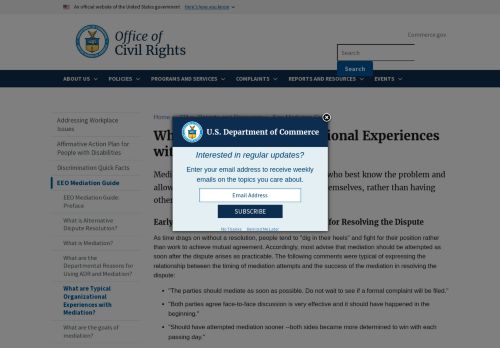 An official website of the United States government Here's how you know
Office of
Civil Rights
Commerce.gov
Search
Search
ABOUT US
POLICIES
PROGRAMS AND SERVICES
COMPLAINTS
REPORTS AND RESOURCES
EVENTS
Addressing Workplace
Issues
Affirmative Action Plan for
People with Disabilities
Discrimination Quick Facts
EEO Mediation Guide
EEO Mediation Guide:
Preface
What is Alternative
Dispute Resolution?
What is Mediation?
What are the
Departmental Reasons for
Using ADR and Mediation?
What are Typical
Organizational
Experiences with
Mediation?
What are the goals of
mediation?
Home
Wh
ional Experiences
wit
Medi
who best know the problem and
allow
mselves, rather than having
othe
U.S. Department of Commerce
Interested in regular updates?
Enter your email address to receive weekly
emails on the topics you care about.
Email Address
SUBSCRIBE
No Thanks Remind Me Later
Early
for Resolving the Dispute
As time drags on without a resolution, people tend to "dig in their heels" and fight for their position rather
than work to achieve mutual agreement. Accordingly, most advise that mediation should be attempted as
soon after the dispute arises as practicable. The following comments were typical of expressing the
relationship between the timing of mediation attempts and the success of the mediation in resolving the
dispute:
"The parties should mediate as soon as possible. Do not wait to see if a formal complaint will be filed."
"Both parties agree face-to-face discussion is very effective and it should have happened in the
beginning."
"Should have attempted mediation sooner --both sides became more determined to win with each
passing day."